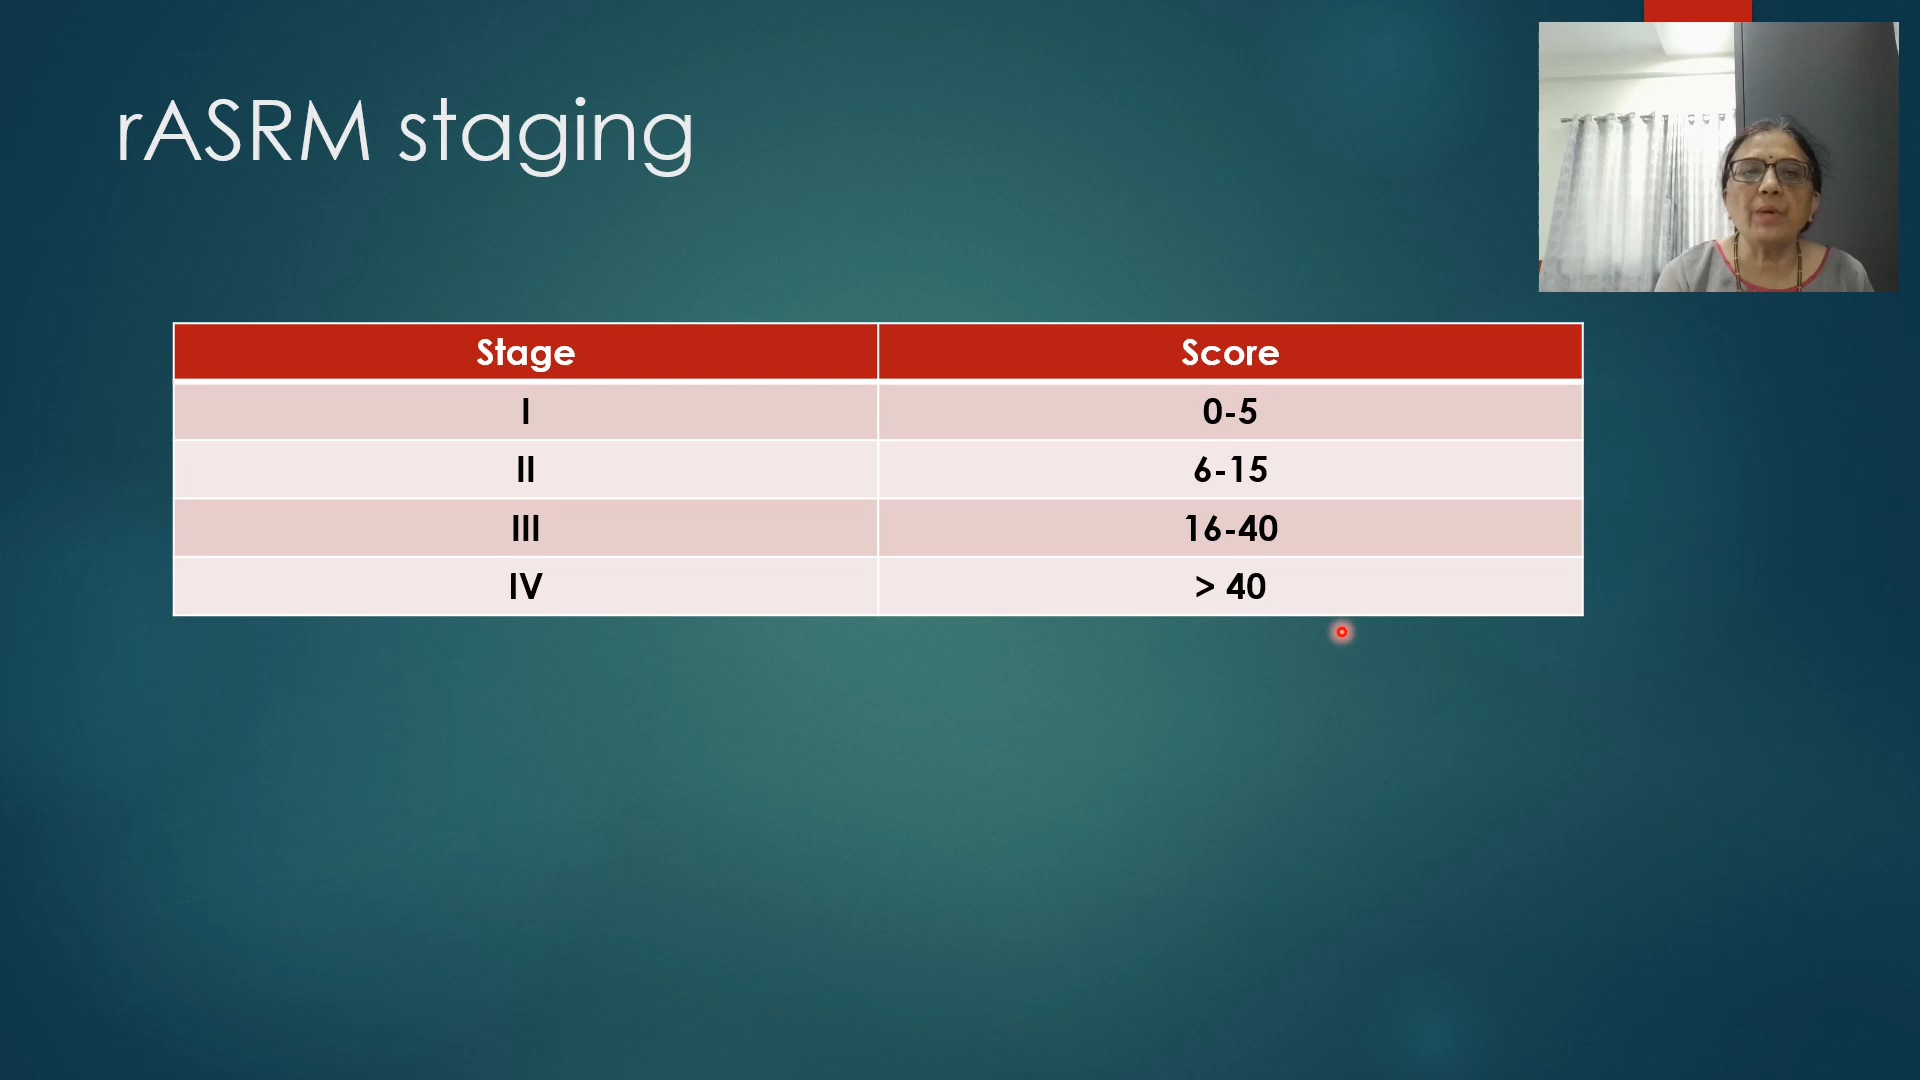 rASRM staging
Stage Score
I 0-5
II 6-15
III 16-40
IV > 40